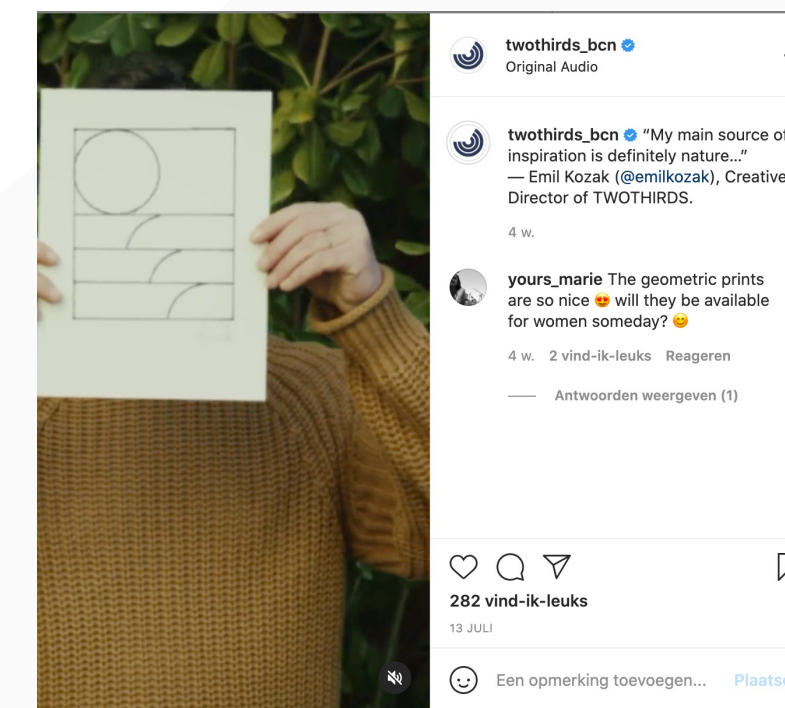 twothirds_bcn
Original Audio
twothirds_bcn “My main source of
inspiration is definitely nature...”
— Emil Kozak (@emilkozak), Creative
Director of TWOTHIRDS.
4 w.
yours_marie The geometric prints
are so nice 😍 will they be available
for women someday? 😊
4 w. 2 vind-ik-leuks Reageren
Antwoorden weergeven (1)
282 vind-ik-leuks
13 JULI
Een opmerking toevoegen...